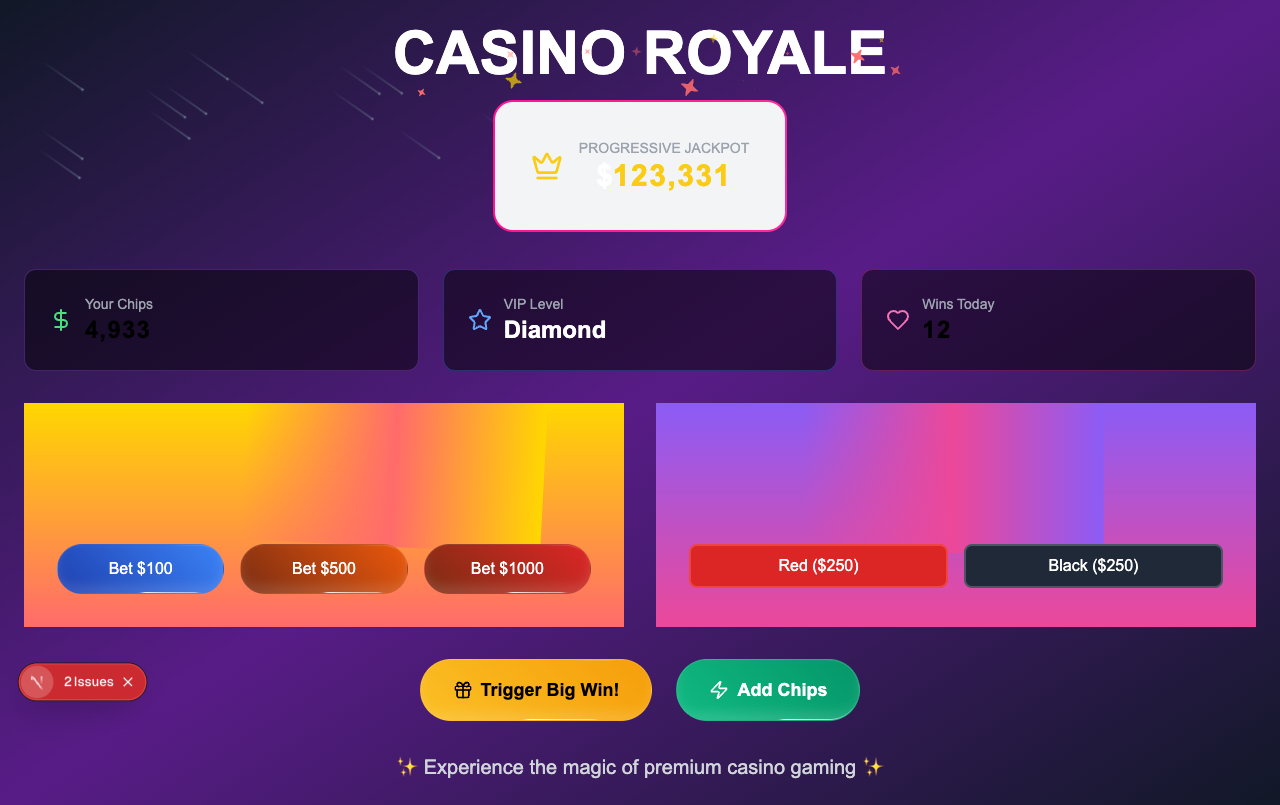 CASINO ROYALE
PROGRESSIVE JACKPOT
$123,331
Your Chips
4,933
VIP Level
Diamond
Wins Today
12
Bet $100
Bet $500
Bet $1000
Red ($250)
Black ($250)
2 Issues
Trigger Big Win!
Add Chips
✨ Experience the magic of premium casino gaming ✨